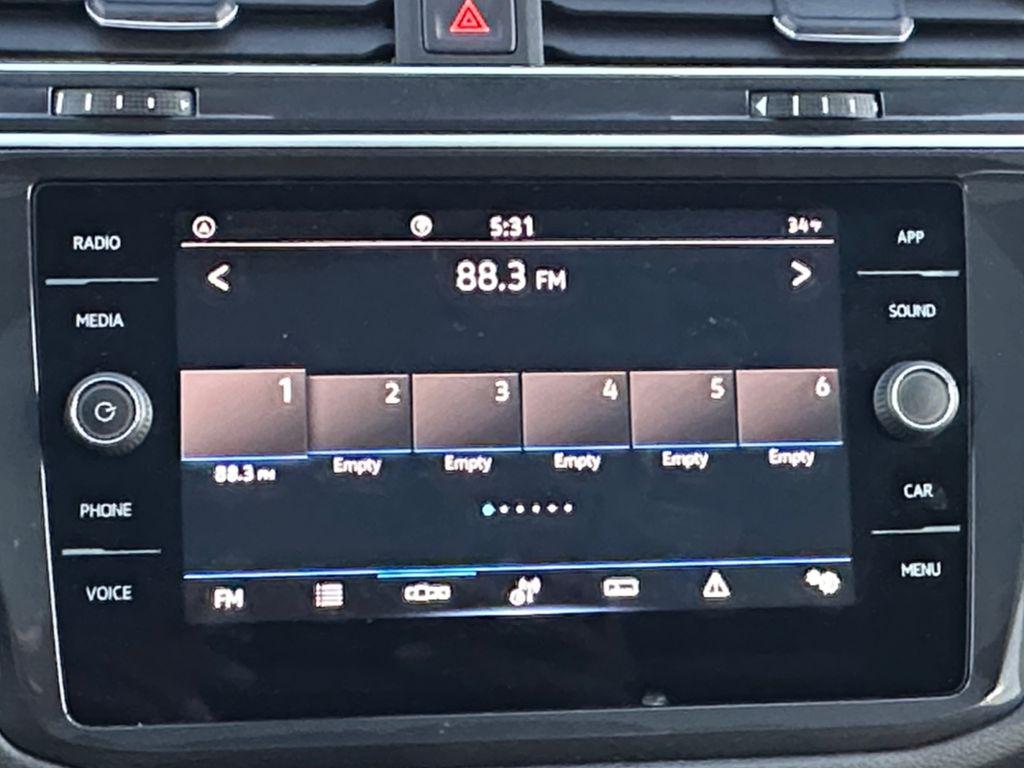 RADIO
MEDIA
PHONE
VOICE
5:31
34°F
88.3 FM
1 2 3 4 5 6
88.3 FM Empty Empty Empty Empty Empty
FM
APP
SOUND
CAR
MENU